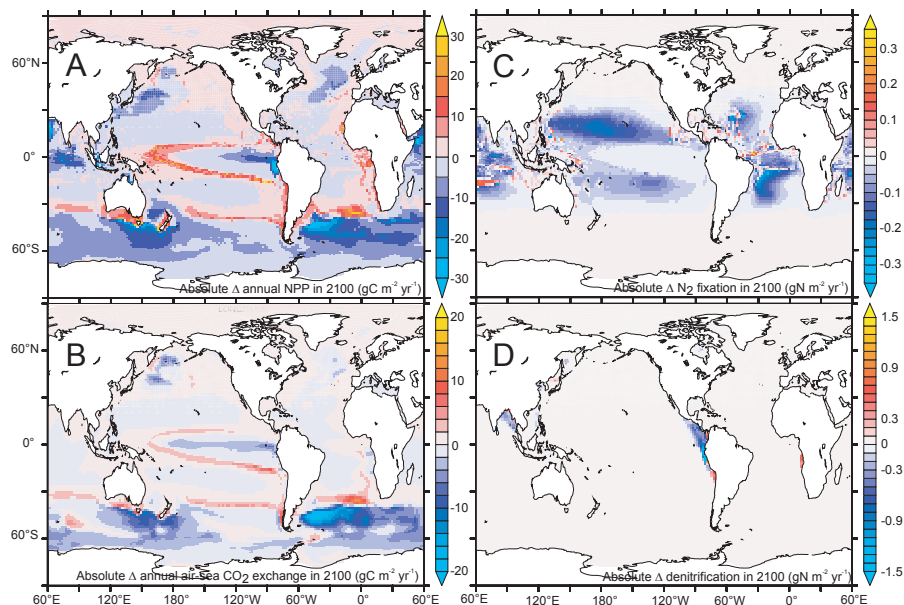 A
60°N
0°
60°S
Absolute Δ annual NPP in 2100 (gC m⁻² yr⁻¹)
30
20
10
0
-10
-20
-30
C
Absolute Δ N₂ fixation in 2100 (gN m⁻² yr⁻¹)
0.3
0.2
0.1
0
-0.1
-0.2
-0.3
B
60°N
0°
60°S
Absolute Δ annual air-sea CO₂ exchange in 2100 (gC m⁻² yr⁻¹)
20
10
0
-10
-20
60°E 120°E 180° 120°W 60°W 0° 60°E
D
Absolute Δ denitrification in 2100 (gN m⁻² yr⁻¹)
1.5
0.9
0.3
0
-0.3
-0.9
-1.5
60°E 120°E 180° 120°W 60°W 0° 60°E